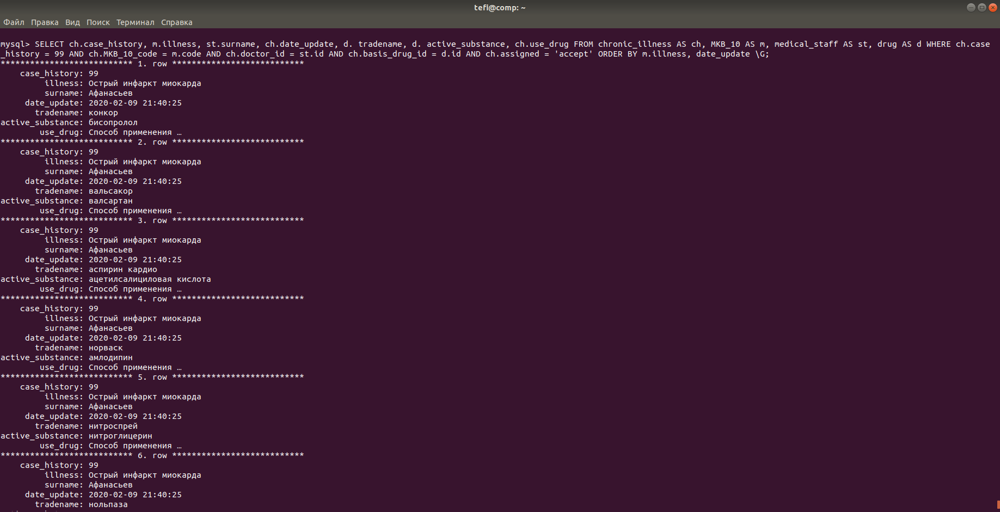 tefi@comp: ~
Файл Правка Вид Поиск Терминал Справка
mysql> SELECT ch.case_history, m.illness, st.surname, ch.date_update, d. tradename, d. active_substance, ch.use_drug FROM chronic_illness AS ch, MKB_10 AS m, medical_staff AS st, drug AS d WHERE ch.case
_history = 99 AND ch.MKB_10_code = m.code AND ch.doctor_id = st.id AND ch.basis_drug_id = d.id AND ch.assigned = 'accept' ORDER BY m.illness, date_update \G;
*************************** 1. row ***************************
case_history: 99
illness: Острый инфаркт миокарда
surname: Афанасьев
date_update: 2020-02-09 21:40:25
tradename: конкор
active_substance: бисопролол
use_drug: Способ применения …
*************************** 2. row ***************************
case_history: 99
illness: Острый инфаркт миокарда
surname: Афанасьев
date_update: 2020-02-09 21:40:25
tradename: вальсакор
active_substance: валсартан
use_drug: Способ применения …
*************************** 3. row ***************************
case_history: 99
illness: Острый инфаркт миокарда
surname: Афанасьев
date_update: 2020-02-09 21:40:25
tradename: аспирин кардио
active_substance: ацетилсалициловая кислота
use_drug: Способ применения …
*************************** 4. row ***************************
case_history: 99
illness: Острый инфаркт миокарда
surname: Афанасьев
date_update: 2020-02-09 21:40:25
tradename: норваск
active_substance: амлодипин
use_drug: Способ применения …
*************************** 5. row ***************************
case_history: 99
illness: Острый инфаркт миокарда
surname: Афанасьев
date_update: 2020-02-09 21:40:25
tradename: нитроспрей
active_substance: нитроглицерин
use_drug: Способ применения …
*************************** 6. row ***************************
case_history: 99
illness: Острый инфаркт миокарда
surname: Афанасьев
date_update: 2020-02-09 21:40:25
tradename: нольпаза